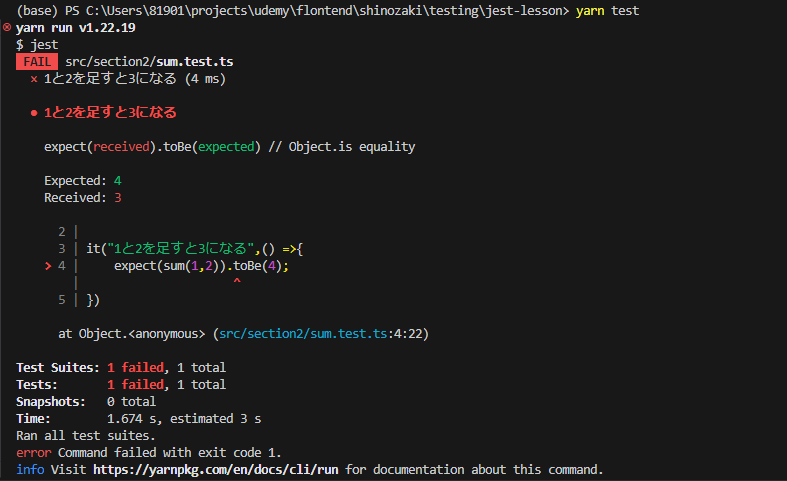 (base) PS C:\Users\81901\projects\udemy\flontend\shinozaki\testing\jest-lesson> yarn test
yarn run v1.22.19
$ jest
FAIL src/section2/sum.test.ts
× 1と2を足すと3になる (4 ms)
● 1と2を足すと3になる
expect(received).toBe(expected) // Object.is equality
Expected: 4
Received: 3
2 |
3 | it("1と2を足すと3になる",() =>{
> 4 |     expect(sum(1,2)).toBe(4);
|                      ^
5 | })
at Object.<anonymous> (src/section2/sum.test.ts:4:22)
Test Suites: 1 failed, 1 total
Tests:       1 failed, 1 total
Snapshots:   0 total
Time:        1.674 s, estimated 3 s
Ran all test suites.
error Command failed with exit code 1.
info Visit https://yarnpkg.com/en/docs/cli/run for documentation about this command.